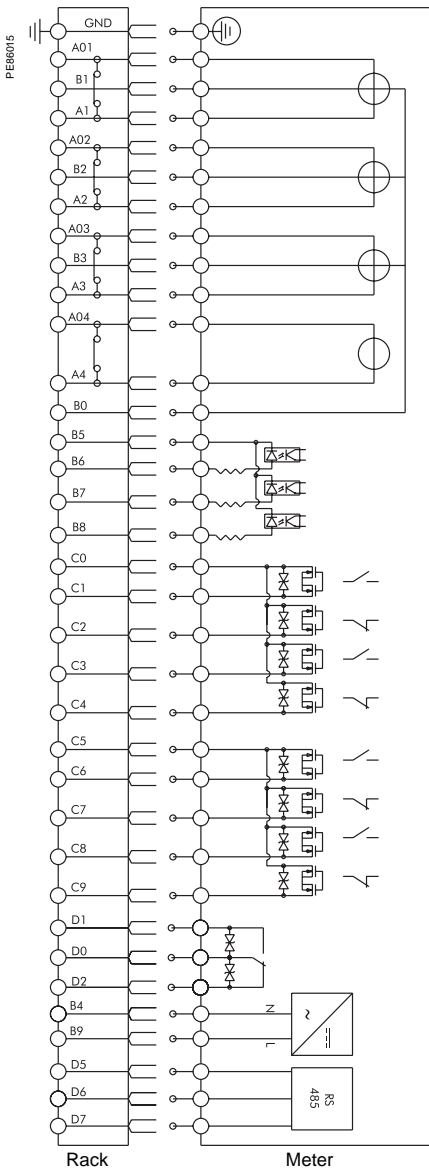 PE86015
GND
A01
B1
A1
A02
B2
A2
A03
B3
A3
A04
A4
B0
B5
B6
B7
B8
C0
C1
C2
C3
C4
C5
C6
C7
C8
C9
D1
D0
D2
B4
N
B9
L
D5
D6
RS
485
D7
Rack
Meter